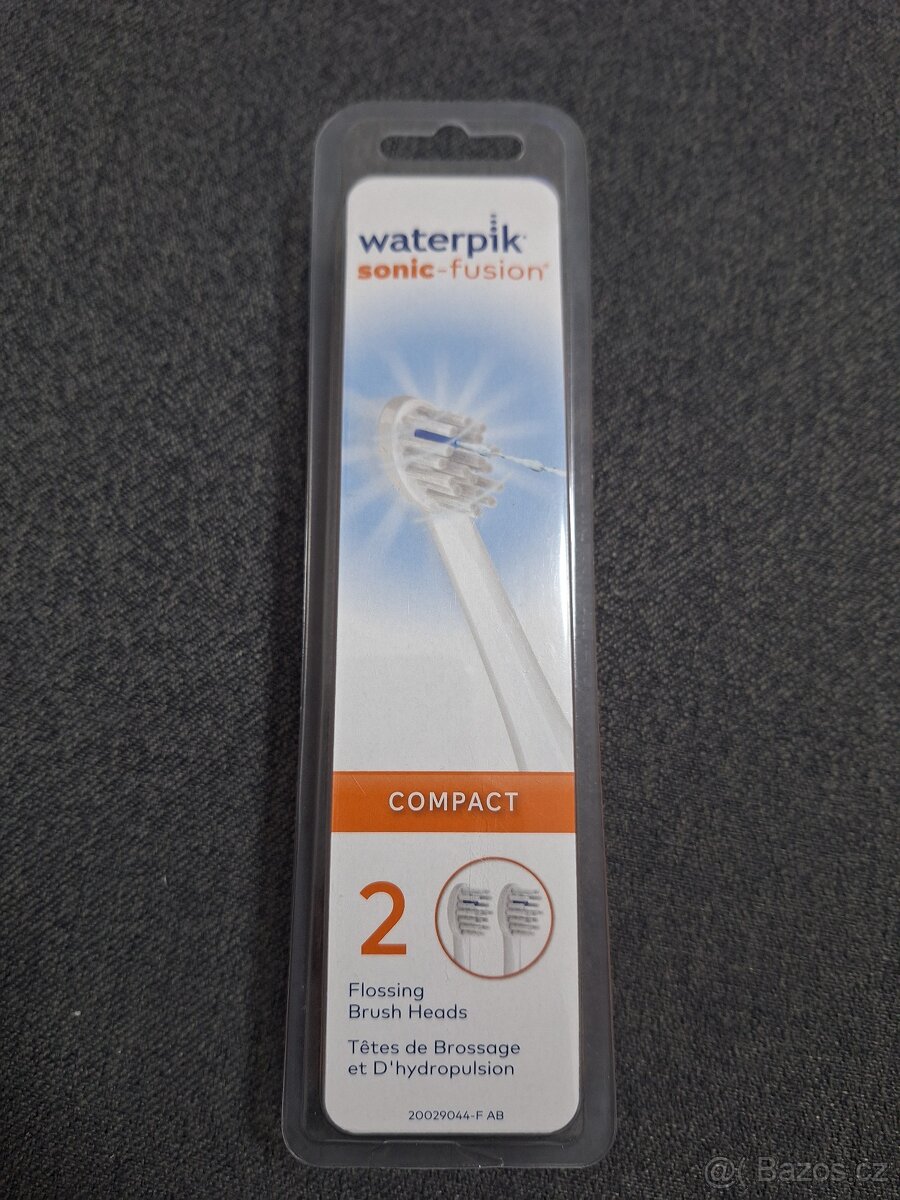 waterpik
sonic-fusion®
COMPACT
2
Flossing
Brush Heads
Têtes de Brossage
et D'hydropulsion
20029044-F AB
@( Bazos.cz